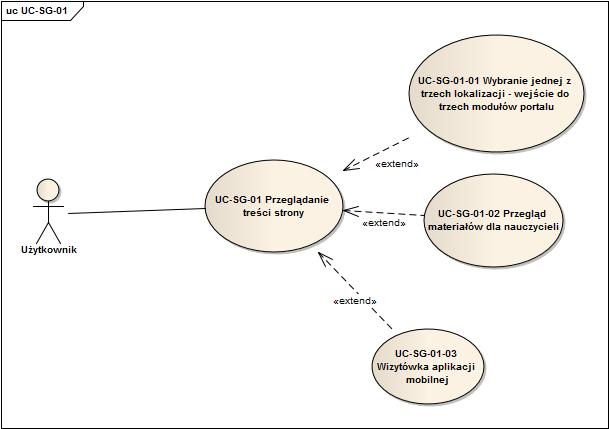 uc UC-SG-01
UC-SG-01-01 Wybranie jednej z
trzech lokalizacji - wejście do
trzech modułów portalu
«extend»
UC-SG-01 Przeglądanie
treści strony
UC-SG-01-02 Przegląd
materiałów dla nauczycieli
«extend»
Użytkownik
«extend»
UC-SG-01-03
Wizytówka aplikacji
mobilnej